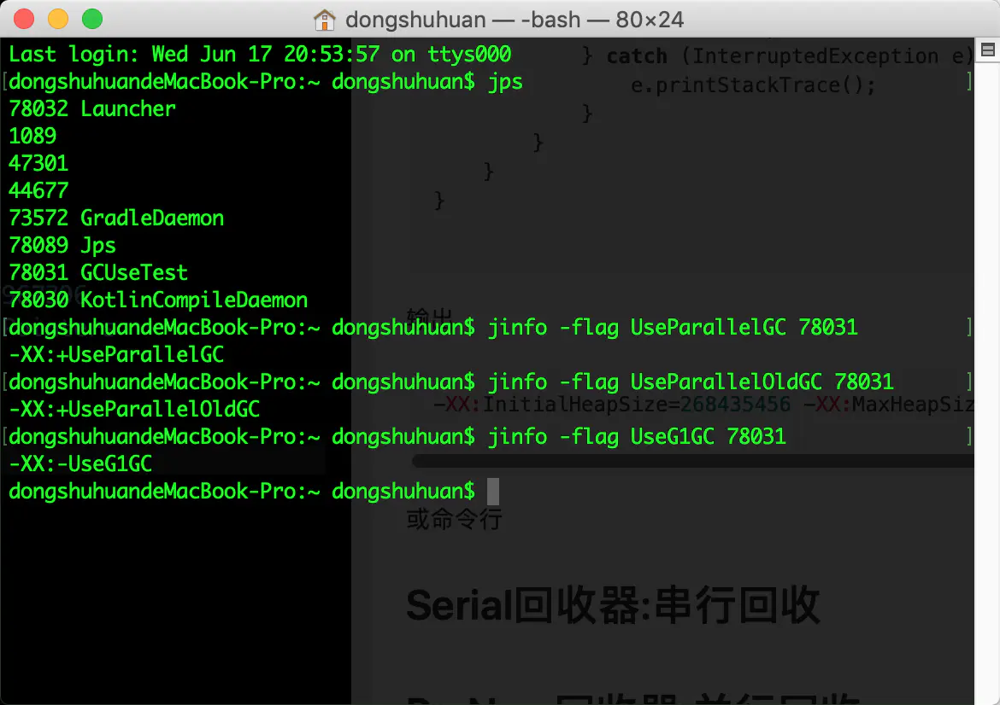 dongshuhuan — -bash — 80×24
Last login: Wed Jun 17 20:53:57 on ttys000
[dongshuhuandeMacBook-Pro:~ dongshuhuan$ jps ]
78032 Launcher
1089
47301
44677
73572 GradleDaemon
78089 Jps
78031 GCUseTest
78030 KotlinCompileDaemon
[dongshuhuandeMacBook-Pro:~ dongshuhuan$ jinfo -flag UseParallelGC 78031 ]
-XX:+UseParallelGC
[dongshuhuandeMacBook-Pro:~ dongshuhuan$ jinfo -flag UseParallelOldGC 78031 ]
-XX:+UseParallelOldGC
[dongshuhuandeMacBook-Pro:~ dongshuhuan$ jinfo -flag UseG1GC 78031 ]
-XX:-UseG1GC
dongshuhuandeMacBook-Pro:~ dongshuhuan$
} catch (InterruptedException e)
e.printStackTrace();
}
}
}
}
输出
-XX:InitialHeapSize=268435456 -XX:MaxHeapSiz
或命令行
Serial回收器:串行回收